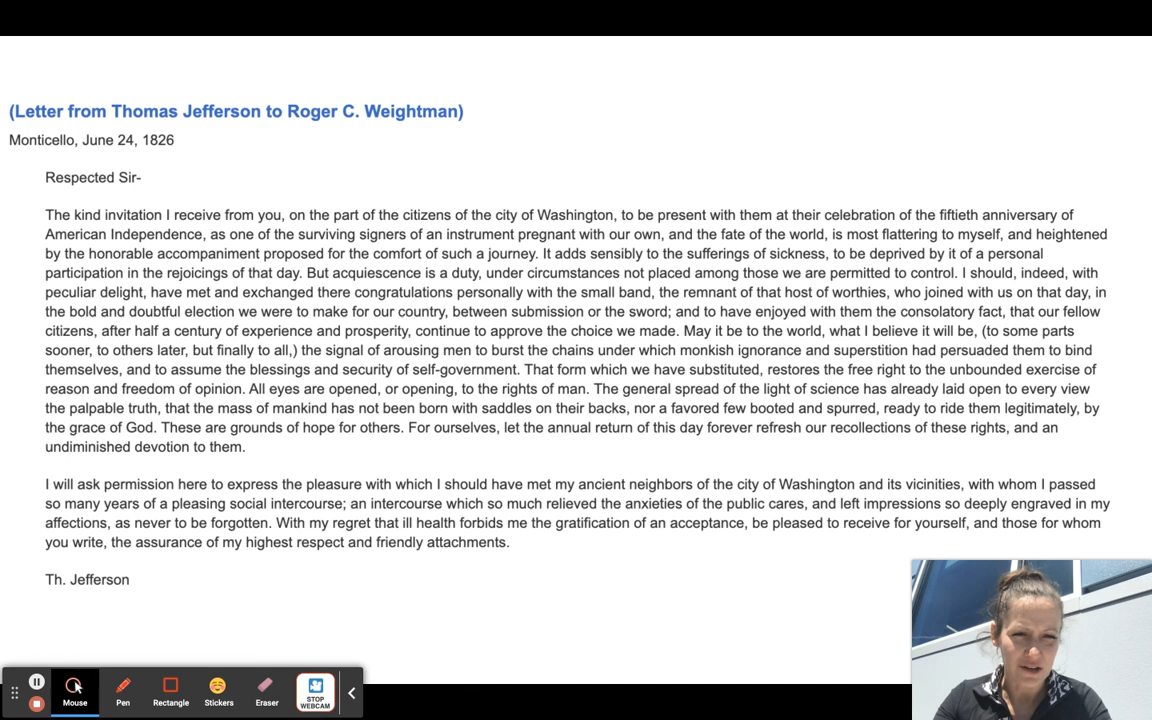 (Letter from Thomas Jefferson to Roger C. Weightman)
Monticello, June 24, 1826
Respected Sir-
The kind invitation I receive from you, on the part of the citizens of the city of Washington, to be present with them at their celebration of the fiftieth anniversary of
American Independence, as one of the surviving signers of an instrument pregnant with our own, and the fate of the world, is most flattering to myself, and heightened
by the honorable accompaniment proposed for the comfort of such a journey. It adds sensibly to the sufferings of sickness, to be deprived by it of a personal
participation in the rejoicings of that day. But acquiescence is a duty, under circumstances not placed among those we are permitted to control. I should, indeed, with
peculiar delight, have met and exchanged there congratulations personally with the small band, the remnant of that host of worthies, who joined with us on that day, in
the bold and doubtful election we were to make for our country, between submission or the sword; and to have enjoyed with them the consolatory fact, that our fellow
citizens, after half a century of experience and prosperity, continue to approve the choice we made. May it be to the world, what I believe it will be, (to some parts
sooner, to others later, but finally to all,) the signal of arousing men to burst the chains under which monkish ignorance and superstition had persuaded them to bind
themselves, and to assume the blessings and security of self-government. That form which we have substituted, restores the free right to the unbounded exercise of
reason and freedom of opinion. All eyes are opened, or opening, to the rights of man. The general spread of the light of science has already laid open to every view
the palpable truth, that the mass of mankind has not been born with saddles on their backs, nor a favored few booted and spurred, ready to ride them legitimately, by
the grace of God. These are grounds of hope for others. For ourselves, let the annual return of this day forever refresh our recollections of these rights, and an
undiminished devotion to them.
I will ask permission here to express the pleasure with which I should have met my ancient neighbors of the city of Washington and its vicinities, with whom I passed
so many years of a pleasing social intercourse; an intercourse which so much relieved the anxieties of the public cares, and left impressions so deeply engraved in my
affections, as never to be forgotten. With my regret that ill health forbids me the gratification of an acceptance, be pleased to receive for yourself, and those for whom
you write, the assurance of my highest respect and friendly attachments.
Th. Jefferson
Mouse Pen Rectangle Stickers Eraser STOP
WEBCAM